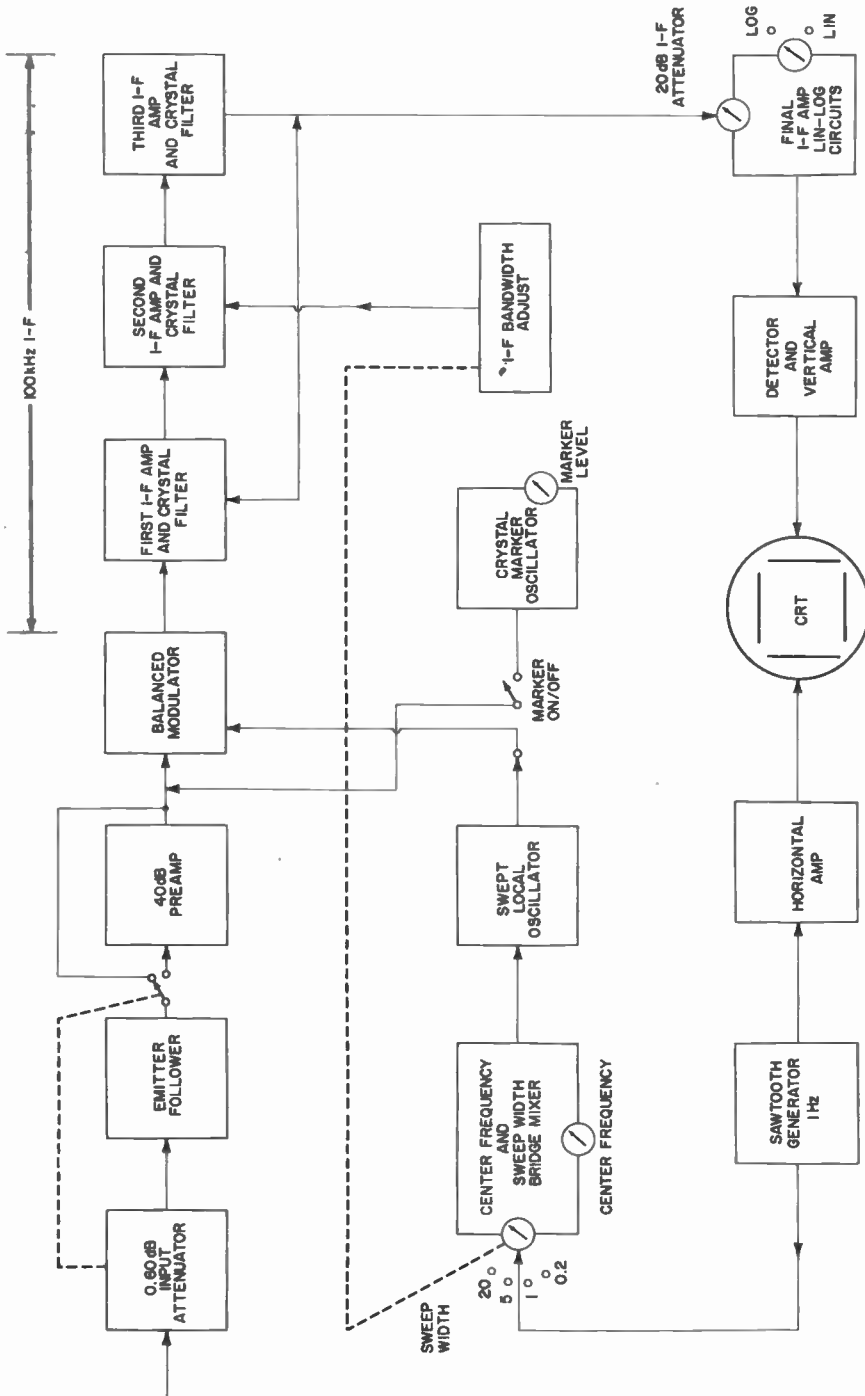 100kHz I-F
0.60dB
INPUT
ATTENUATOR
EMITTER
FOLLOWER
40dB
PREAMP
BALANCED
MODULATOR
FIRST I-F AMP
AND CRYSTAL
FILTER
SECOND
I-F AMP AND
CRYSTAL
FILTER
THIRD I-F
AMP
AND CRYSTAL
FILTER
SWEEP
WIDTH
20
5
1
0.2
CENTER FREQUENCY
AND
SWEEP WIDTH
BRIDGE MIXER
CENTER FREQUENCY
SWEPT
LOCAL
OSCILLATOR
MARKER
ON/OFF
CRYSTAL
MARKER
OSCILLATOR
MARKER
LEVEL
I-F BANDWIDTH
ADJUST
20dB I-F
ATTENUATOR
LOG
LIN
SAWTOOTH
GENERATOR
1 Hz
HORIZONTAL
AMP
CRT
DETECTOR
AND
VERTICAL
AMP
FINAL
I-F AMP
LIN-LOG
CIRCUITS